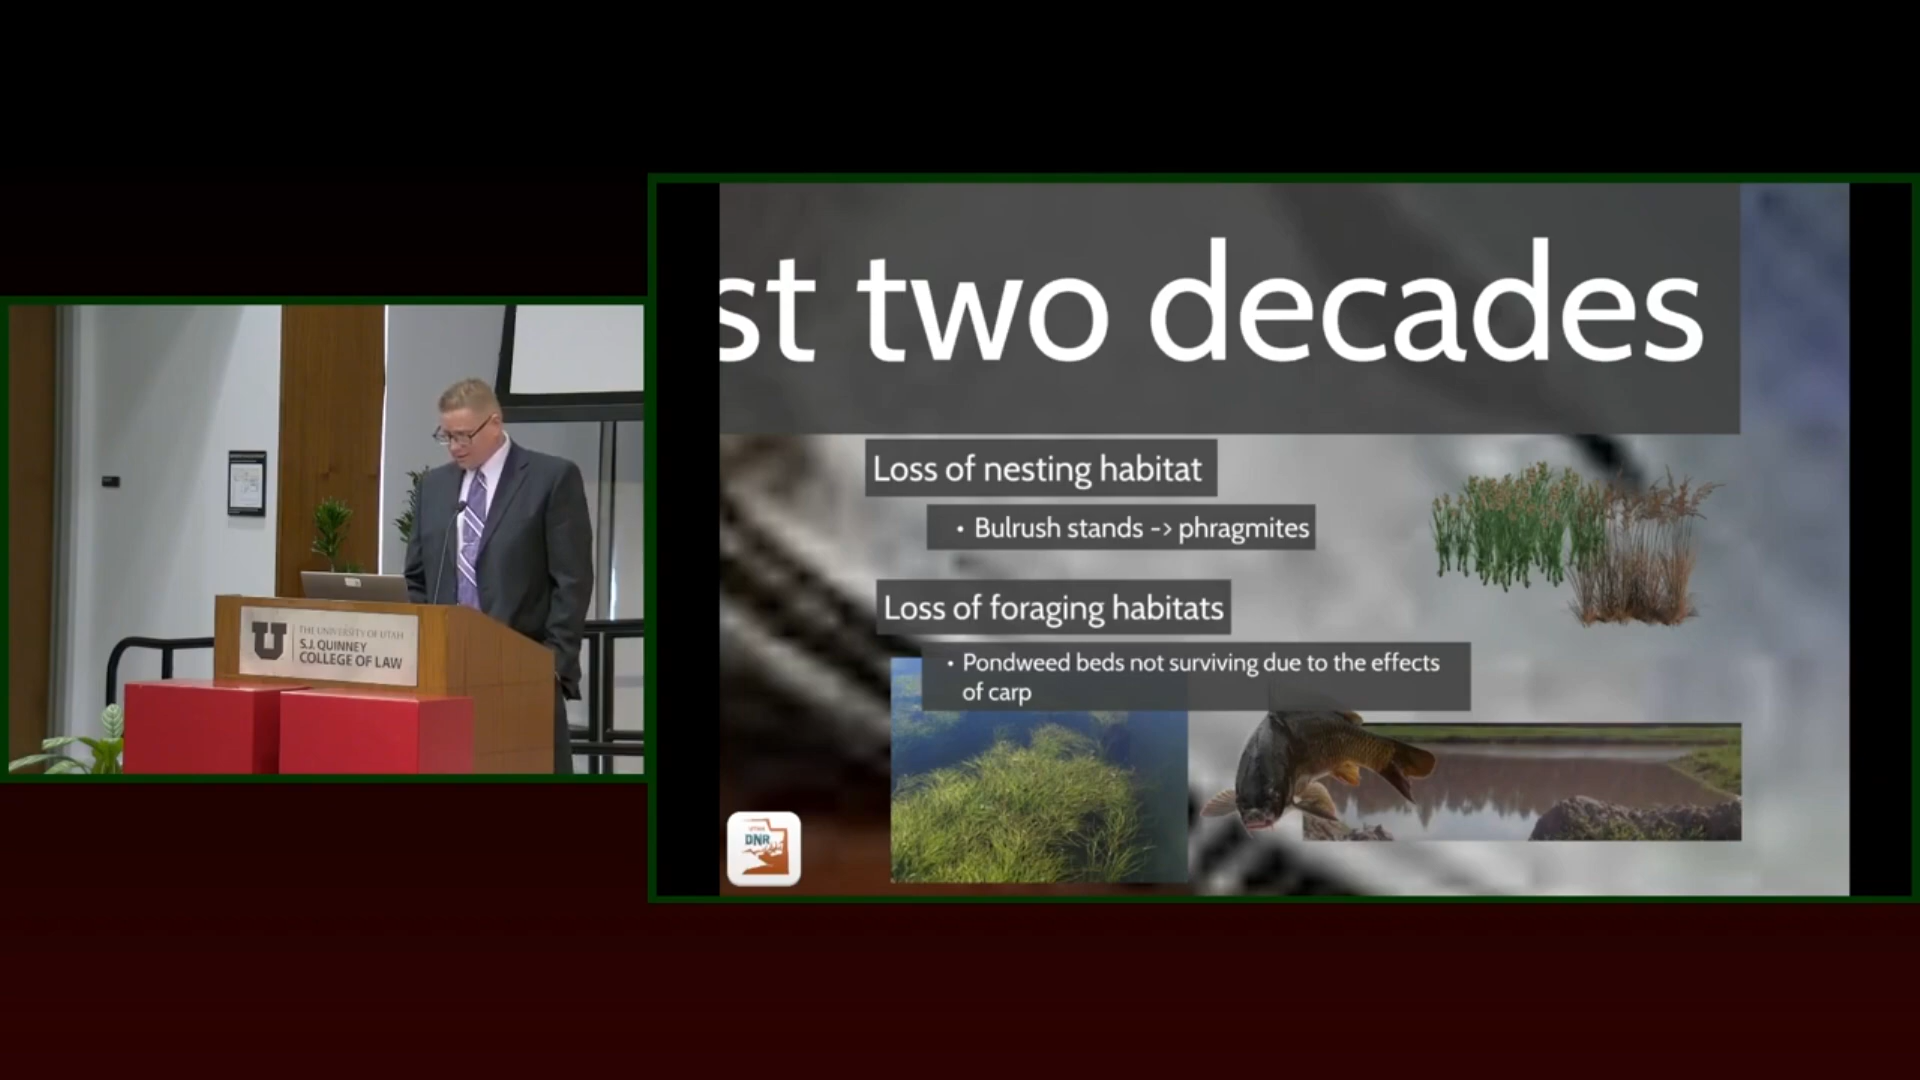 st two decades
Loss of nesting habitat
• Bulrush stands -> phragmites
Loss of foraging habitats
• Pondweed beds not surviving due to the effects
of carp
UTAH
DNR
U
THE UNIVERSITY OF UTAH
S.J. QUINNEY
COLLEGE OF LAW